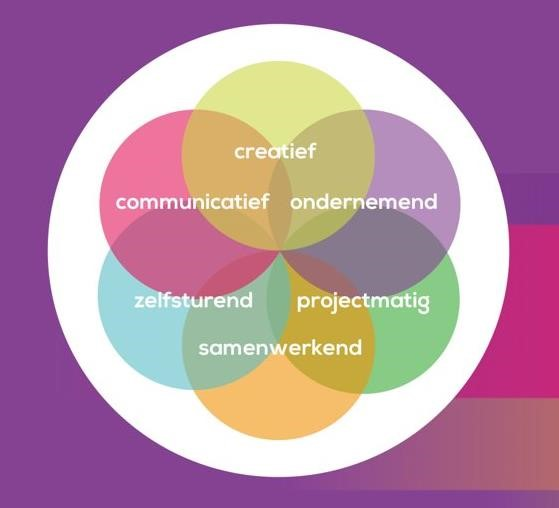 creatief
communicatief
ondernemend
zelfsturend
projectmatig
samenwerkend